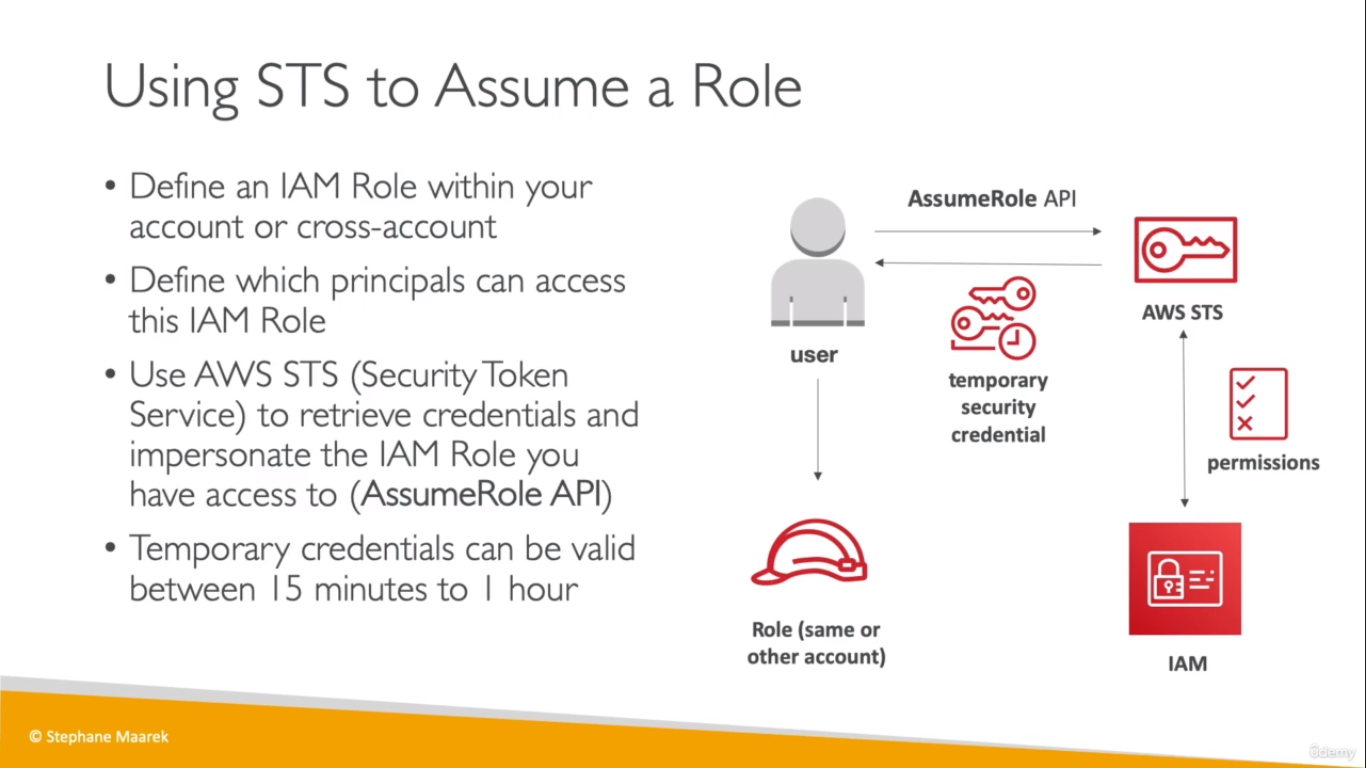 Using STS to Assume a Role
• Define an IAM Role within your
account or cross-account
• Define which principals can access
this IAM Role
• Use AWS STS (Security Token
Service) to retrieve credentials and
impersonate the IAM Role you
have access to (AssumeRole API)
• Temporary credentials can be valid
between 15 minutes to 1 hour
AssumeRole API
AWS STS
user
temporary
security
credential
permissions
Role (same or
other account)
IAM
© Stephane Maarek
ûdemy